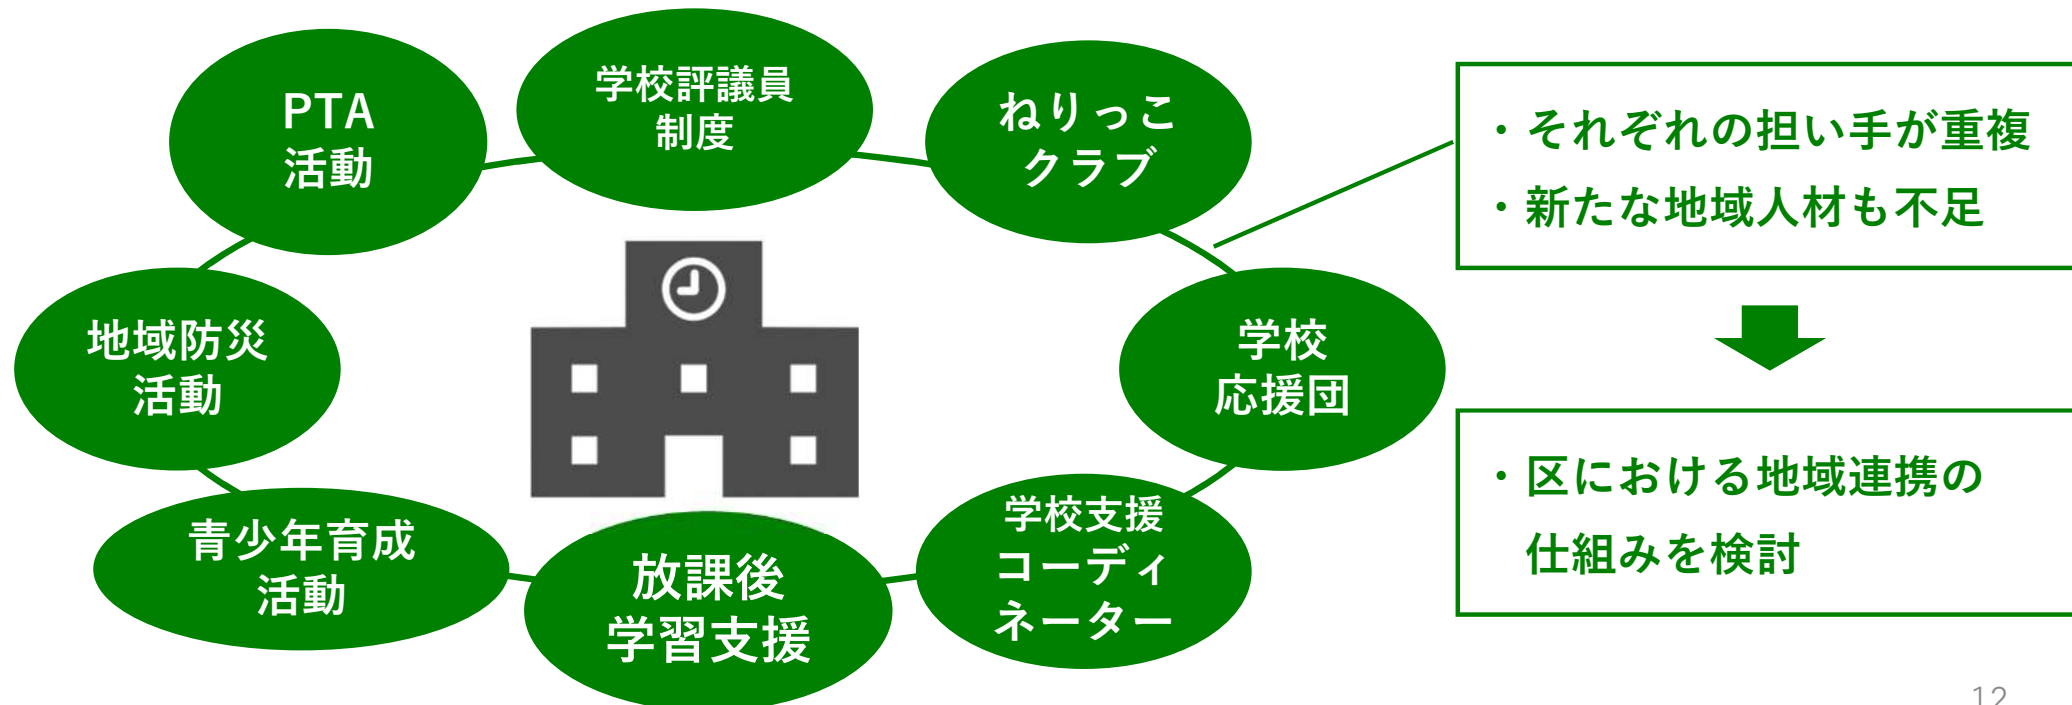 PTA
活動
学校評議員
制度
ねりっこ
クラブ
学校
応援団
学校支援
コーディ
ネーター
放課後
学習支援
青少年育成
活動
地域防災
活動
・それぞれの担い手が重複
・新たな地域人材も不足
・区における地域連携の
仕組みを検討
12